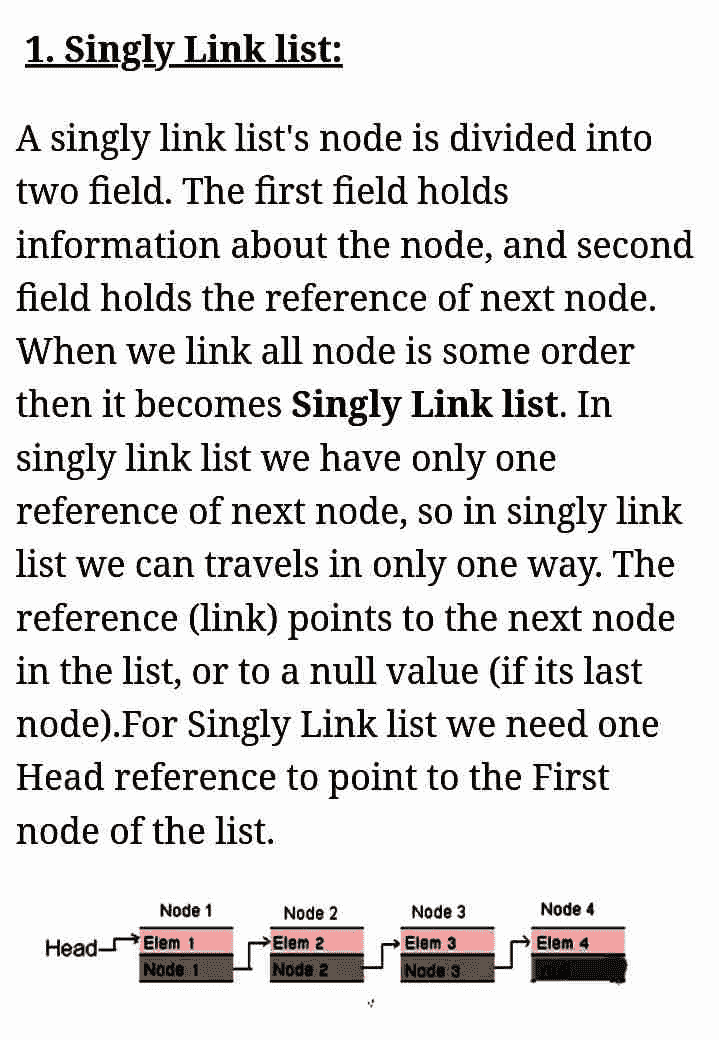 1. Singly Link list:
A singly link list's node is divided into
two field. The first field holds
information about the node, and second
field holds the reference of next node.
When we link all node is some order
then it becomes Singly Link list. In
singly link list we have only one
reference of next node, so in singly link
list we can travels in only one way. The
reference (link) points to the next node
in the list, or to a null value (if its last
node).For Singly Link list we need one
Head reference to point to the First
node of the list.
Node 1 Node 2 Node 3 Node 4
Head Elem 1 Elem 2 Elem 3 Elem 4
Node 1 Node 2 Node 3